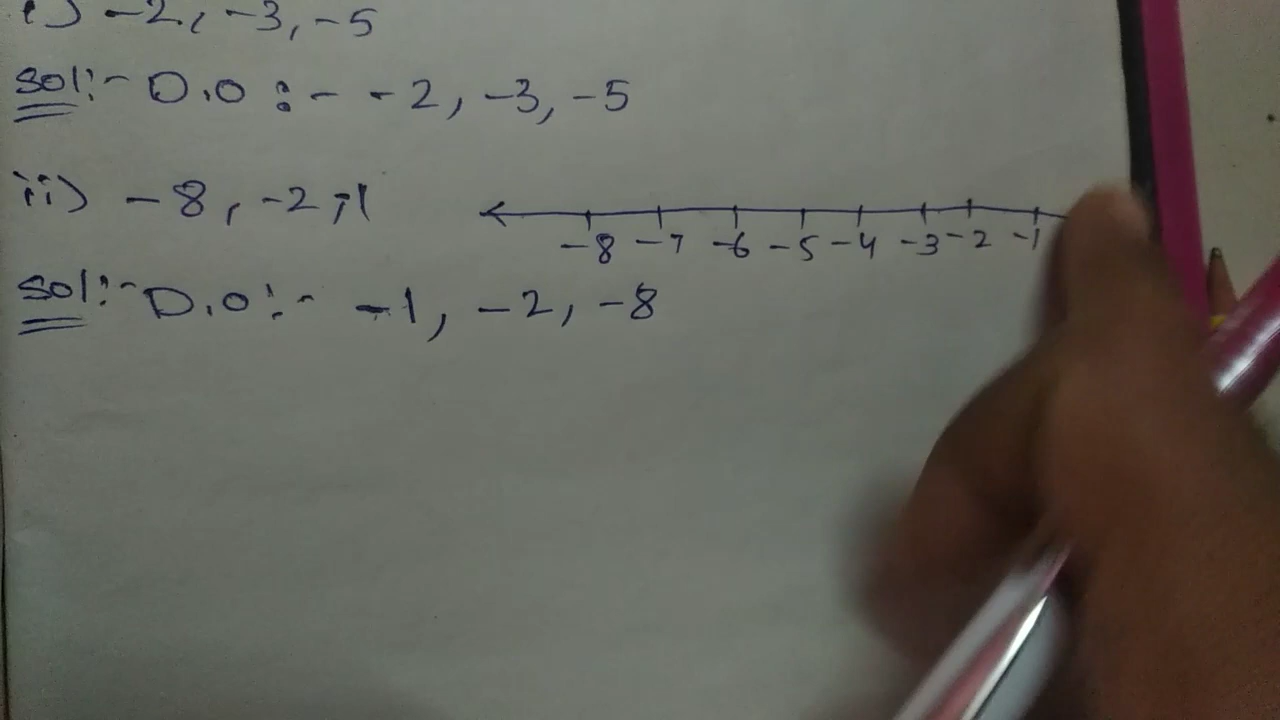 i) -2, -3, -5
Sol:- D.O :- -2, -3, -5
ii) -8, -2, -1
-8 -7 -6 -5 -4 -3 -2 -1
Sol:- D.O :- -1, -2, -8